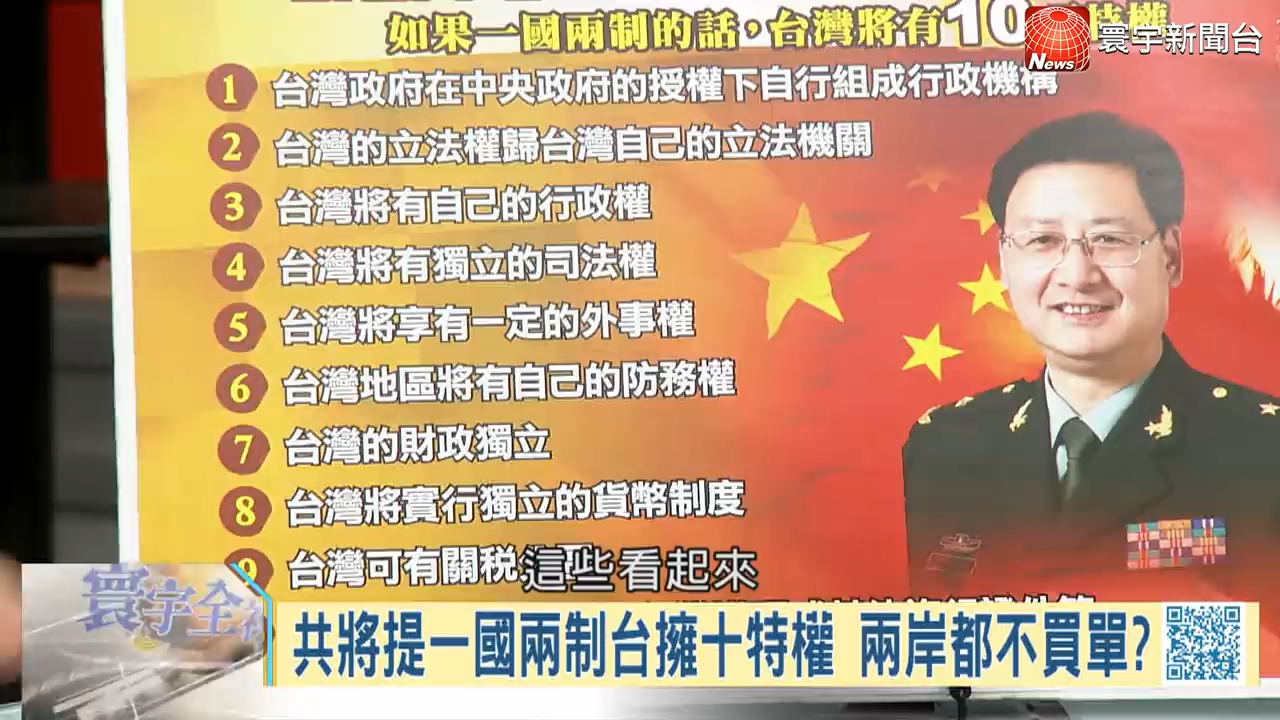 如果一國兩制的話，台灣將有10 特權
News 寰宇新聞台
1 台灣政府在中央政府的授權下自行組成行政機構
2 台灣的立法權歸台灣自己的立法機關
3 台灣將有自己的行政權
4 台灣將有獨立的司法權
5 台灣將享有一定的外事權
6 台灣地區將有自己的防務權
7 台灣的財政獨立
8 台灣將實行獨立的貨幣制度
9 台灣可有關稅
這些看起來
寰宇全
共將提一國兩制台擁十特權 兩岸都不買單?